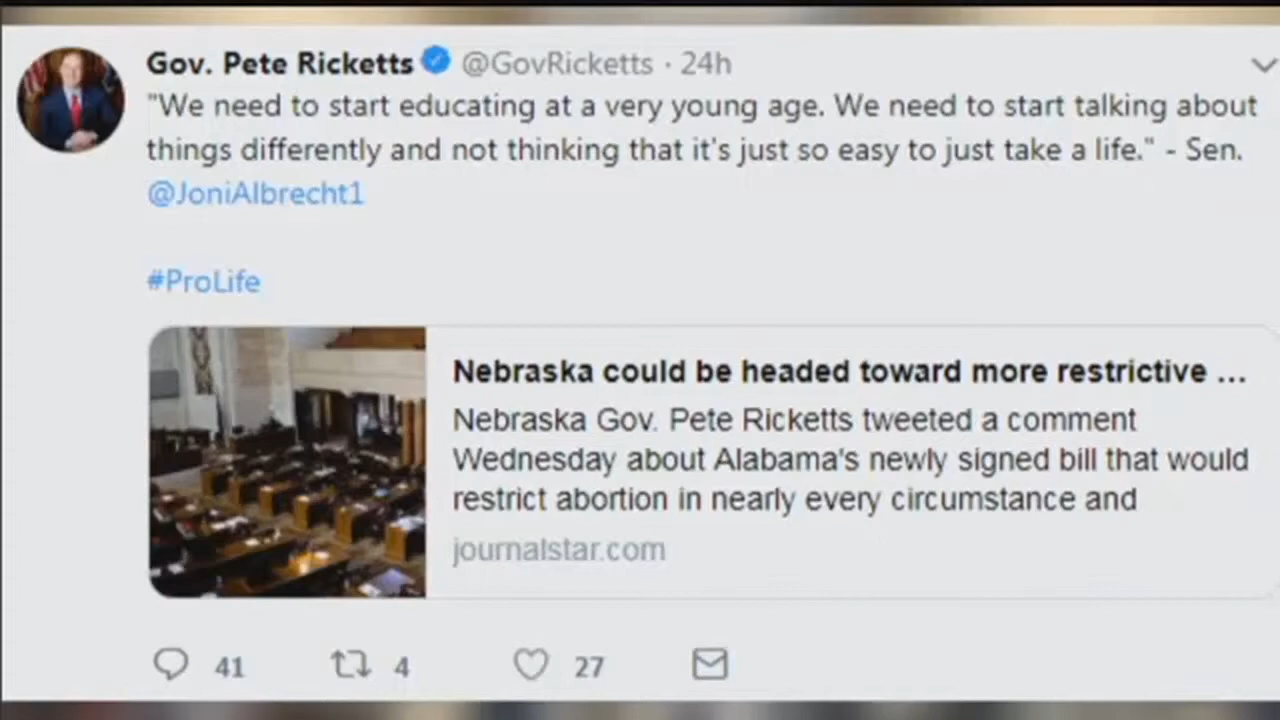 Gov. Pete Ricketts @GovRicketts · 24h
"We need to start educating at a very young age. We need to start talking about
things differently and not thinking that it's just so easy to just take a life." - Sen.
@JoniAlbrecht1
#ProLife
Nebraska could be headed toward more restrictive ...
Nebraska Gov. Pete Ricketts tweeted a comment
Wednesday about Alabama's newly signed bill that would
restrict abortion in nearly every circumstance and
journalstar.com
41 4 27